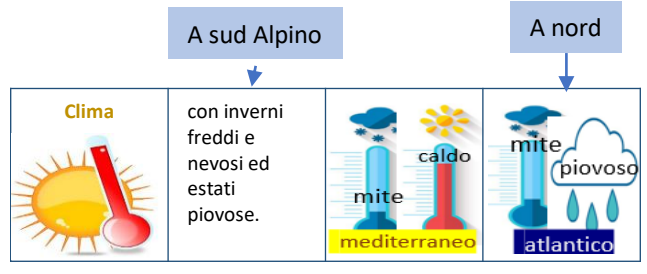 A sud Alpino
A nord
Clima
con inverni
freddi e
nevosi ed
estati
piovose.
mite
caldo
mediterraneo
mite
piovoso
atlantico